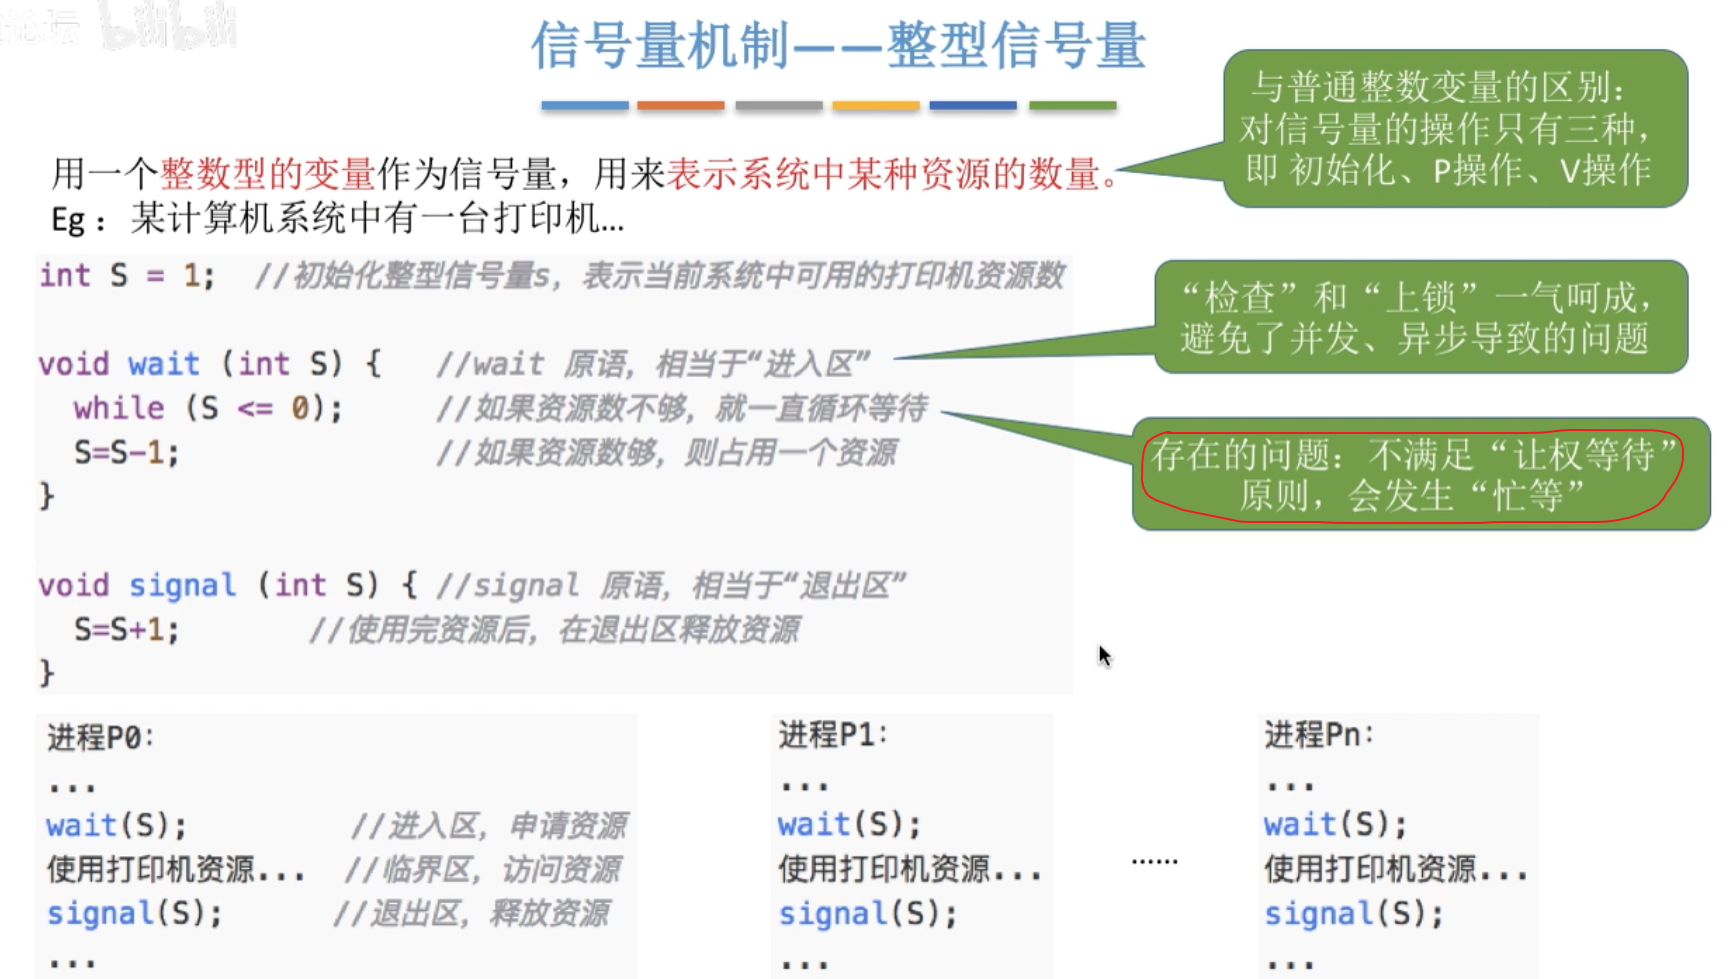 论坛 bilibili
信号量机制——整型信号量
与普通整数变量的区别：
对信号量的操作只有三种，
即 初始化、P操作、V操作
用一个整数型的变量作为信号量，用来表示系统中某种资源的数量。
Eg：某计算机系统中有一台打印机...
int S = 1;  //初始化整型信号量s，表示当前系统中可用的打印机资源数
“检查”和“上锁”一气呵成，
避免了并发、异步导致的问题
void wait (int S) {   //wait 原语，相当于“进入区”
while (S <= 0);     //如果资源数不够，就一直循环等待
S=S-1;              //如果资源数够，则占用一个资源
}
存在的问题：不满足“让权等待”
原则，会发生“忙等”
void signal (int S) { //signal 原语，相当于“退出区”
S=S+1;       //使用完资源后，在退出区释放资源
}
进程P0：
...
wait(S);         //进入区，申请资源
使用打印机资源...  //临界区，访问资源
signal(S);      //退出区，释放资源
...
进程P1：
...
wait(S);
使用打印机资源...
signal(S);
...
......
进程Pn：
...
wait(S);
使用打印机资源...
signal(S);
...